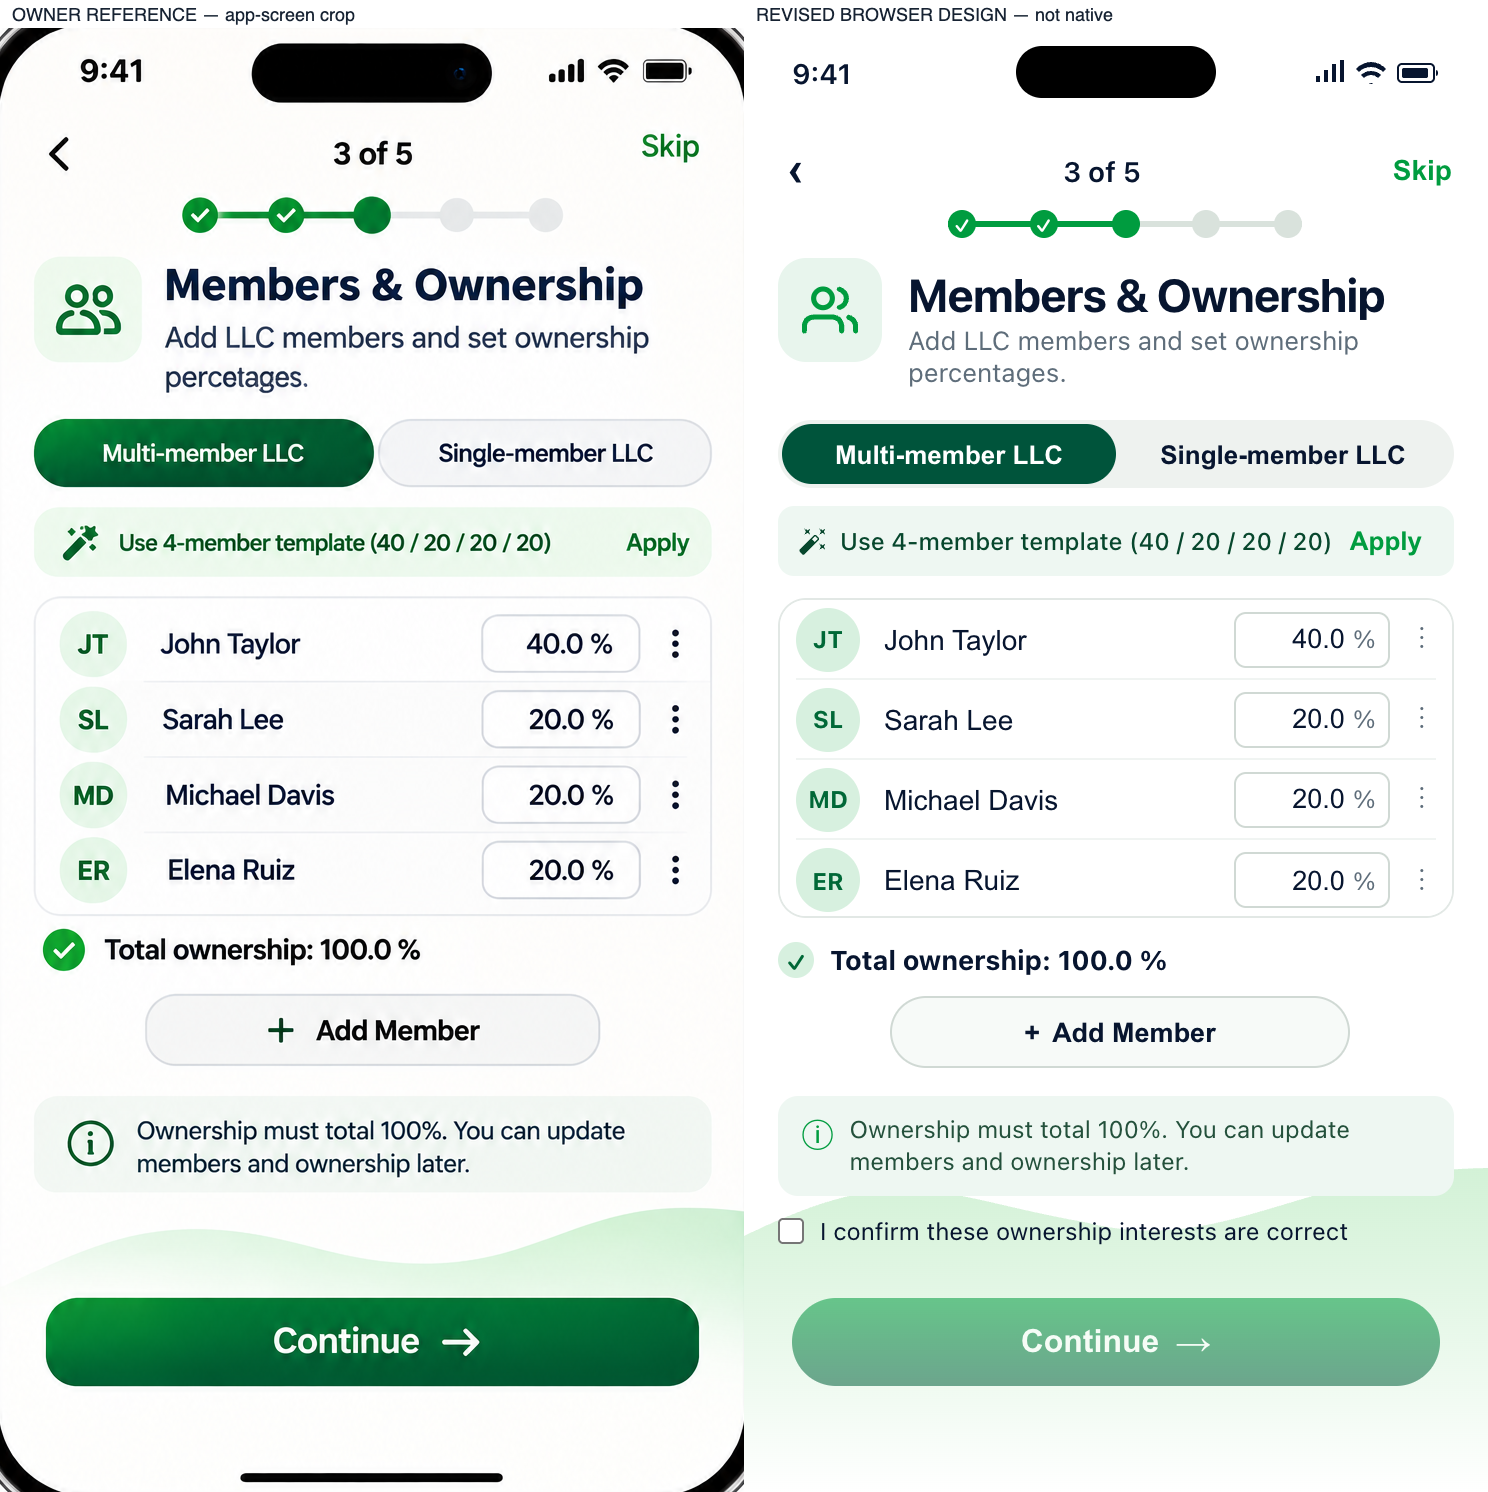 OWNER REFERENCE — app-screen crop
9:41
3 of 5
Skip
Members & Ownership
Add LLC members and set ownership
percetages.
Multi-member LLC
Single-member LLC
Use 4-member template (40 / 20 / 20 / 20)
Apply
JT John Taylor 40.0 %
SL Sarah Lee 20.0 %
MD Michael Davis 20.0 %
ER Elena Ruiz 20.0 %
Total ownership: 100.0 %
+ Add Member
Ownership must total 100%. You can update
members and ownership later.
Continue →
REVISED BROWSER DESIGN — not native
9:41
3 of 5
Skip
Members & Ownership
Add LLC members and set ownership
percentages.
Multi-member LLC
Single-member LLC
Use 4-member template (40 / 20 / 20 / 20)
Apply
JT John Taylor 40.0 %
SL Sarah Lee 20.0 %
MD Michael Davis 20.0 %
ER Elena Ruiz 20.0 %
Total ownership: 100.0 %
+ Add Member
Ownership must total 100%. You can update
members and ownership later.
I confirm these ownership interests are correct
Continue →